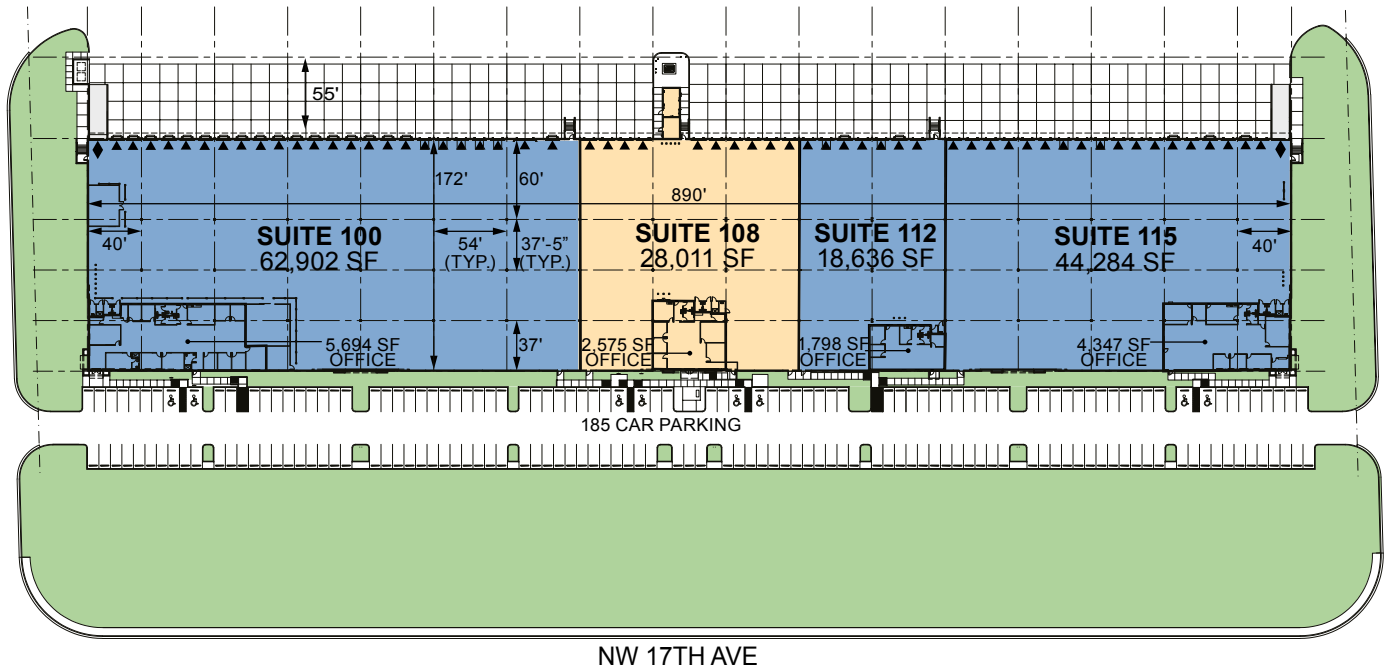 55'
172'
60'
890'
40'
SUITE 100
62,902 SF
54'
(TYP.)
37'-5"
(TYP.)
SUITE 108
28,011 SF
SUITE 112
18,636 SF
SUITE 115
44,284 SF
40'
5,694 SF
OFFICE
37'
2,575 SF
OFFICE
1,798 SF
OFFICE
4,347 SF
OFFICE
185 CAR PARKING
NW 17TH AVE